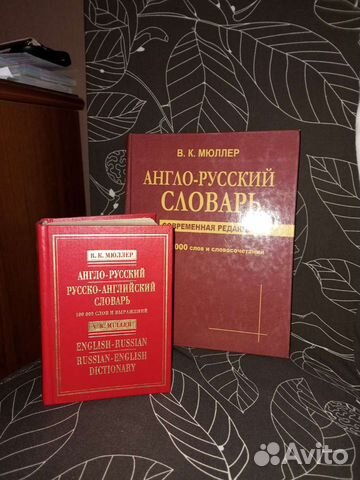 В. К. МЮЛЛЕР
АНГЛО-РУССКИЙ
СЛОВАРЬ
СОВРЕМЕННАЯ
000 слов и словосочетаний
В. К. МЮЛЛЕР
АНГЛО-РУССКИЙ
РУССКО-АНГЛИЙСКИЙ
СЛОВАРЬ
100 000 СЛОВ И ВЫРАЖЕНИЙ
V. K. MÜLLER
ENGLISH-RUSSIAN
RUSSIAN-ENGLISH
DICTIONARY
Avito